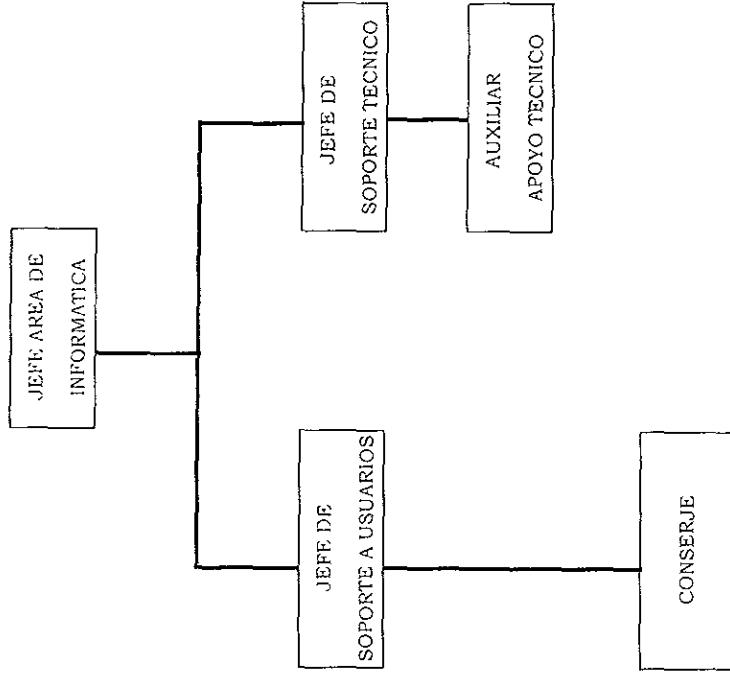 JEFE AREA DE
INFORMATICA
JEFE DE
SOPORTE A USUARIOS
JEFE DE
SOPORTE TECNICO
CONSERJE
AUXILIAR
APOYO TECNICO